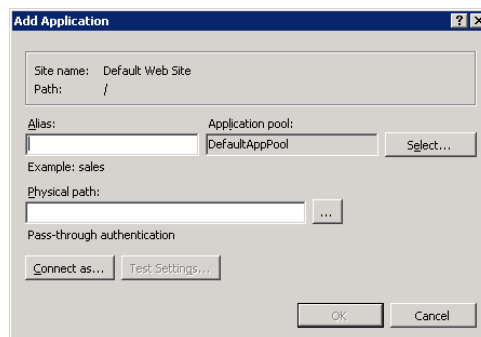 Add Application
Site name: Default Web Site
Path: /
Alias: Application pool:
DefaultAppPool Select...
Example: sales
Physical path:
...
Pass-through authentication
Connect as... Test Settings...
OK Cancel